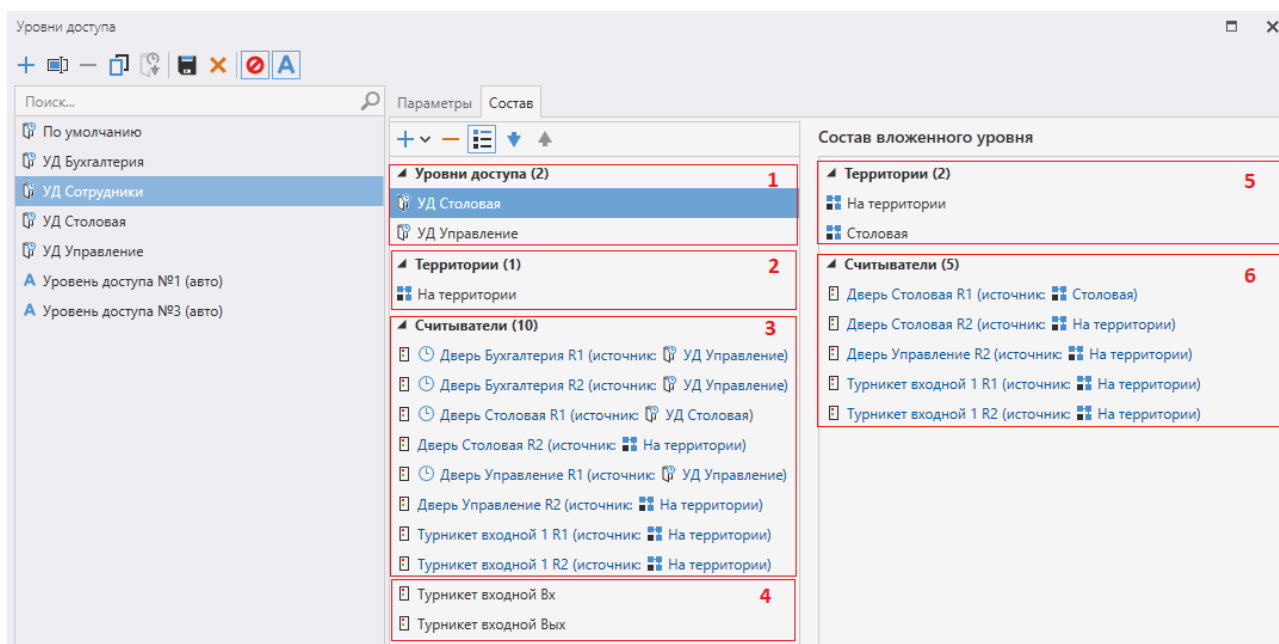 Уровни доступа
A
Поиск...
По умолчанию
УД Бухгалтерия
УД Сотрудники
УД Столовая
УД Управление
A Уровень доступа №1 (авто)
A Уровень доступа №3 (авто)
Параметры Состав
Уровни доступа (2) 1
УД Столовая
УД Управление
Территории (1) 2
На территории
Считыватели (10) 3
Дверь Бухгалтерия R1 (источник: УД Управление)
Дверь Бухгалтерия R2 (источник: УД Управление)
Дверь Столовая R1 (источник: УД Столовая)
Дверь Столовая R2 (источник: На территории)
Дверь Управление R1 (источник: УД Управление)
Дверь Управление R2 (источник: На территории)
Турникет входной 1 R1 (источник: На территории)
Турникет входной 1 R2 (источник: На территории)
Турникет входной Вх 4
Турникет входной Вых
Состав вложенного уровня
Территории (2) 5
На территории
Столовая
Считыватели (5) 6
Дверь Столовая R1 (источник: Столовая)
Дверь Столовая R2 (источник: На территории)
Дверь Управление R2 (источник: На территории)
Турникет входной 1 R1 (источник: На территории)
Турникет входной 1 R2 (источник: На территории)